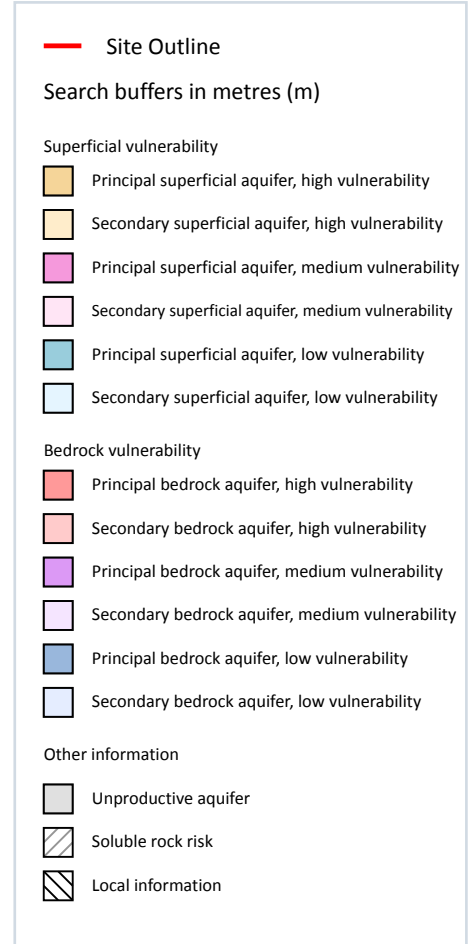 Site Outline
Search buffers in metres (m)
Superficial vulnerability
Principal superficial aquifer, high vulnerability
Secondary superficial aquifer, high vulnerability
Principal superficial aquifer, medium vulnerability
Secondary superficial aquifer, medium vulnerability
Principal superficial aquifer, low vulnerability
Secondary superficial aquifer, low vulnerability
Bedrock vulnerability
Principal bedrock aquifer, high vulnerability
Secondary bedrock aquifer, high vulnerability
Principal bedrock aquifer, medium vulnerability
Secondary bedrock aquifer, medium vulnerability
Principal bedrock aquifer, low vulnerability
Secondary bedrock aquifer, low vulnerability
Other information
Unproductive aquifer
Soluble rock risk
Local information